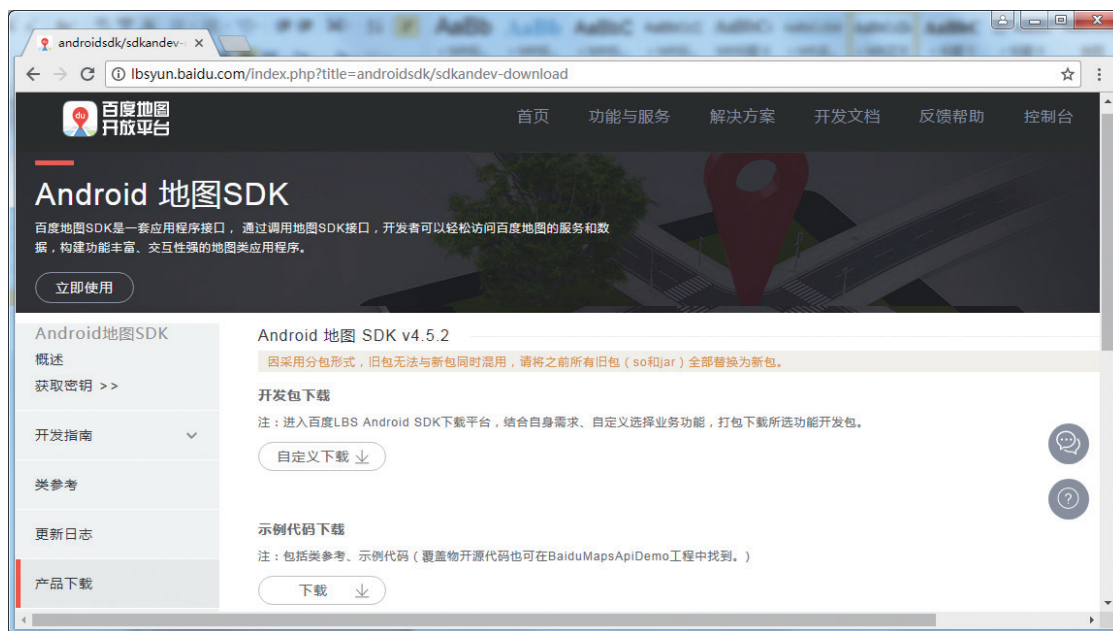 androidsdk/sdkandev-
lbsyun.baidu.com/index.php?title=androidsdk/sdkandev-download
du
百度地图
开放平台
首页 功能与服务 解决方案 开发文档 反馈帮助 控制台
Android 地图SDK
百度地图SDK是一套应用程序接口，通过调用地图SDK接口，开发者可以轻松访问百度地图的服务和数
据，构建功能丰富、交互性强的地图类应用程序。
立即使用
Android地图SDK
概述
获取密钥 >>
开发指南
类参考
更新日志
产品下载
Android 地图 SDK v4.5.2
因采用分包形式，旧包无法与新包同时混用，请将之前所有旧包（so和jar）全部替换为新包。
开发包下载
注：进入百度LBS Android SDK下载平台，结合自身需求、自定义选择业务功能，打包下载所选功能开发包。
自定义下载
示例代码下载
注：包括类参考、示例代码（覆盖物开源代码也可在BaiduMapsApiDemo工程中找到。）
下载